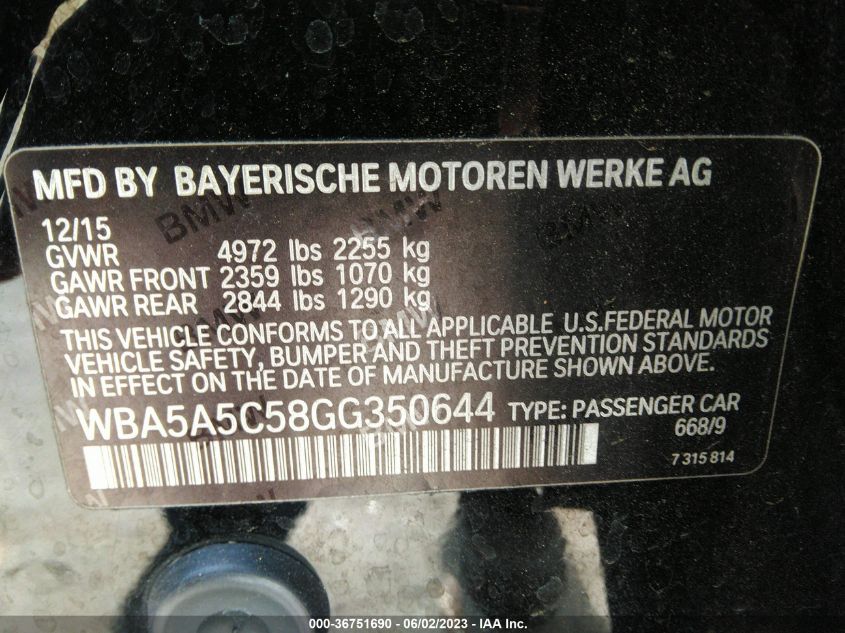 MFD BY BAYERISCHE MOTOREN WERKE AG
12/15
GVWR 4972 lbs 2255 kg
GAWR FRONT 2359 lbs 1070 kg
GAWR REAR 2844 lbs 1290 kg
THIS VEHICLE CONFORMS TO ALL APPLICABLE U.S.FEDERAL MOTOR
VEHICLE SAFETY, BUMPER AND THEFT PREVENTION STANDARDS
IN EFFECT ON THE DATE OF MANUFACTURE SHOWN ABOVE.
WBA5A5C58GG350644 TYPE: PASSENGER CAR
668/9
7 315 814
000-36751690 - 06/02/2023 - IAA Inc.